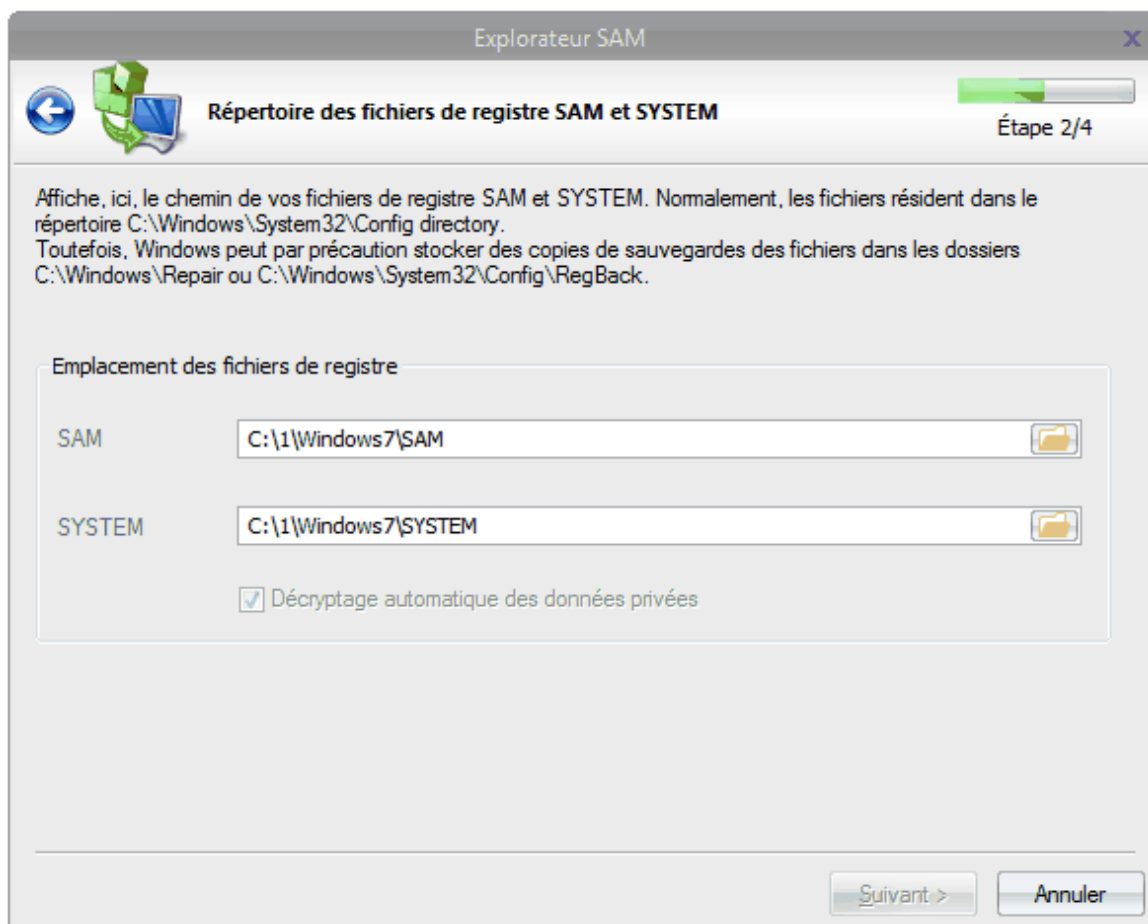 Explorateur SAM
x
Répertoire des fichiers de registre SAM et SYSTEM
Étape 2/4
Affiche, ici, le chemin de vos fichiers de registre SAM et SYSTEM. Normalement, les fichiers résident dans le
répertoire C:\Windows\System32\Config directory.
Toutefois, Windows peut par précaution stocker des copies de sauvegardes des fichiers dans les dossiers
C:\Windows\Repair ou C:\Windows\System32\Config\RegBack.
Emplacement des fichiers de registre
SAM C:\1\Windows7\SAM
SYSTEM C:\1\Windows7\SYSTEM
Décryptage automatique des données privées
Suivant > Annuler